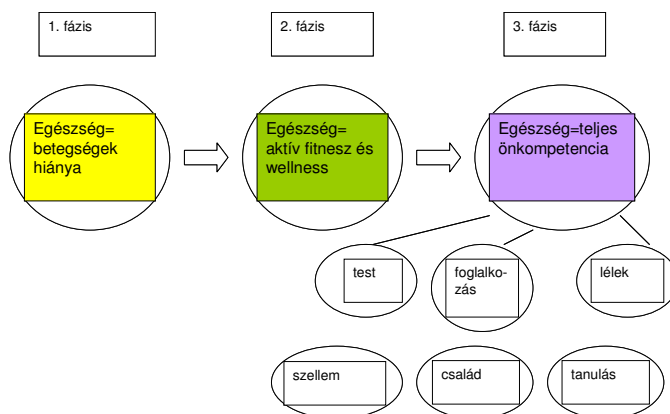 1. fázis
2. fázis
3. fázis
Egészség=
betegségek
hiánya
Egészség=
aktív fitnesz és
wellness
Egészség=teljes
önkompetencia
test
foglalko-
zás
lélek
szellem
család
tanulás